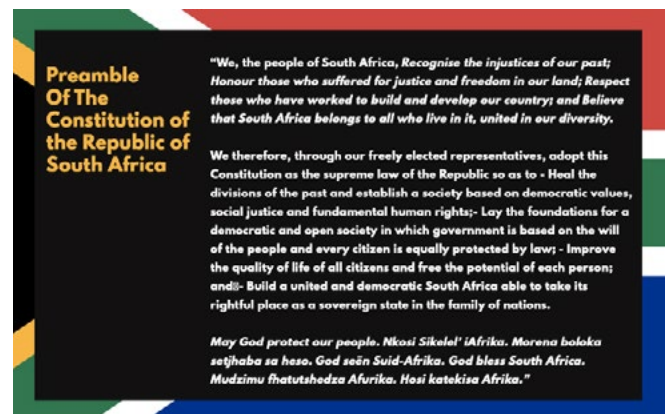 Preamble
Of The
Constitution of
the Republic of
South Africa
“We, the people of South Africa, Recognise the injustices of our past;
Honour those who suffered for justice and freedom in our land; Respect
those who have worked to build and develop our country; and Believe
that South Africa belongs to all who live in it, united in our diversity.
We therefore, through our freely elected representatives, adopt this
Constitution as the supreme law of the Republic so as to - Heal the
divisions of the past and establish a society based on democratic values,
social justice and fundamental human rights;- Lay the foundations for a
democratic and open society in which government is based on the will
of the people and every citizen is equally protected by law; - Improve
the quality of life of all citizens and free the potential of each person;
and- Build a united and democratic South Africa able to take its
rightful place as a sovereign state in the family of nations.
May God protect our people. Nkosi Sikelel' iAfrika. Morena boloka
setjhaba sa heso. God seën Suid-Afrika. God bless South Africa.
Mudzimu fhatutshedza Afurika. Hosi katekisa Afrika.”